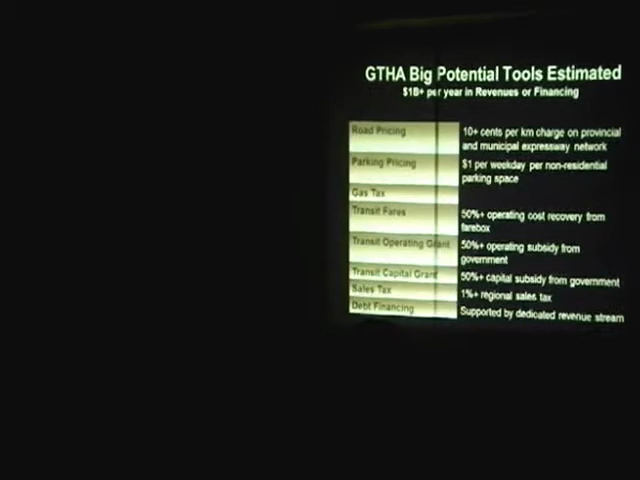 GTHA Big Potential Tools Estimated
$1B+ per year in Revenues or Financing
Road Pricing
10+ cents per km charge on provincial
and municipal expressway network
Parking Pricing
$1 per weekday per non-residential
parking space
Gas Tax
Transit Fares
50%+ operating cost recovery from
farebox
Transit Operating Grant
50%+ operating subsidy from
government
Transit Capital Grant
50%+ capital subsidy from government
Sales Tax
1%+ regional sales tax
Debt Financing
Supported by dedicated revenue stream